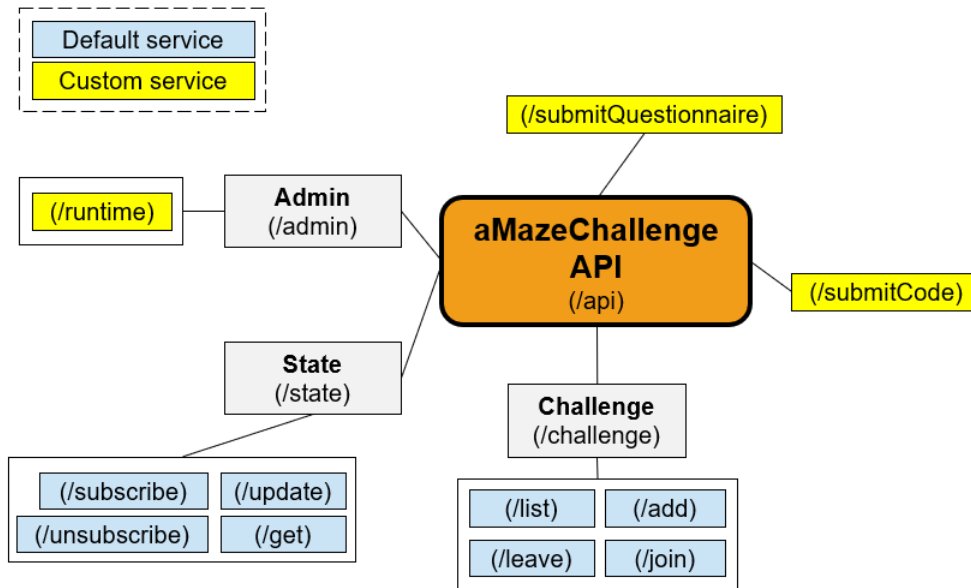 Default service
Custom service
(/submitQuestionnaire)
(/runtime)
Admin
(/admin)
aMazeChallenge
API
(/api)
(/submitCode)
State
(/state)
Challenge
(/challenge)
(/subscribe)
(/update)
(/unsubscribe)
(/get)
(/list)
(/add)
(/leave)
(/join)